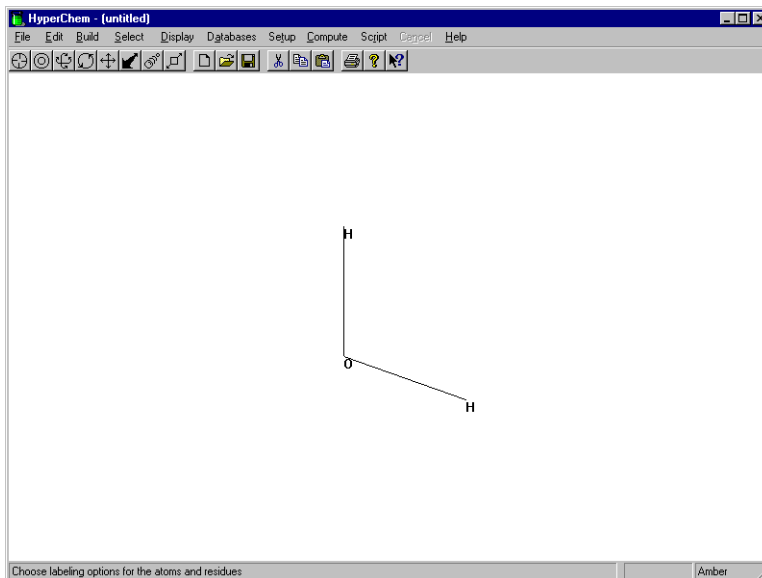 HyperChem - (untitled)
File Edit Build Select Display Databases Setup Compute Script Cancel Help
H
O
H
Choose labeling options for the atoms and residues Amber